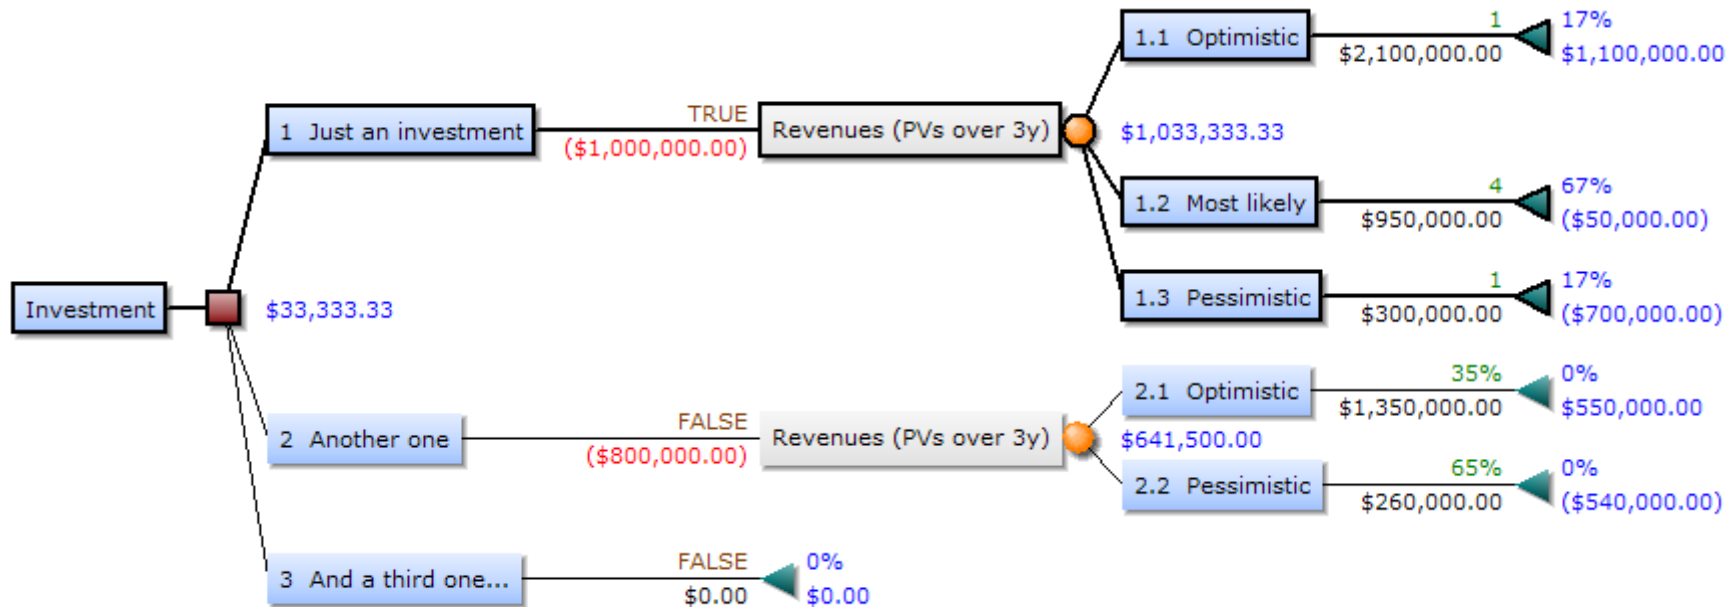 1.1 Optimistic
1
$2,100,000.00
17%
$1,100,000.00
1 Just an investment
TRUE
($1,000,000.00)
Revenues (PVs over 3y)
$1,033,333.33
1.2 Most likely
4
$950,000.00
67%
($50,000.00)
1.3 Pessimistic
1
$300,000.00
17%
($700,000.00)
Investment
$33,333.33
2 Another one
FALSE
($800,000.00)
Revenues (PVs over 3y)
$641,500.00
2.1 Optimistic
35%
$1,350,000.00
0%
$550,000.00
2.2 Pessimistic
65%
$260,000.00
0%
($540,000.00)
3 And a third one...
FALSE
$0.00
0%
$0.00